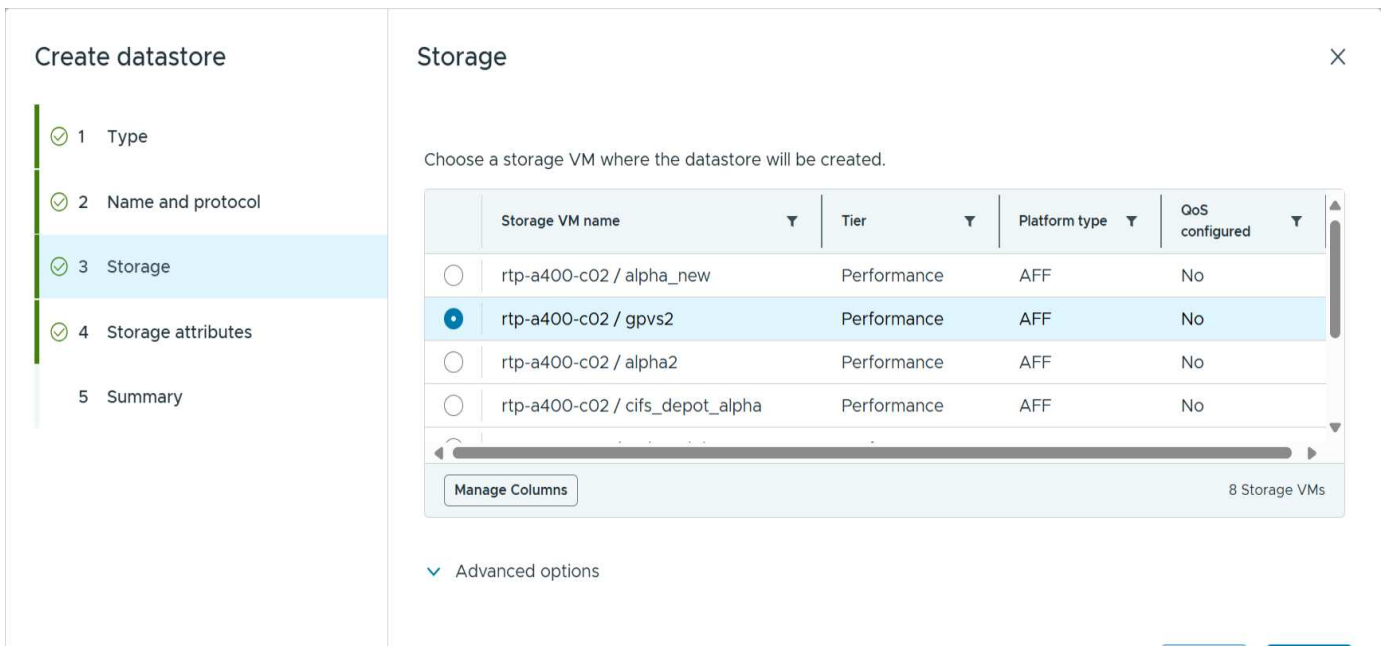 Create datastore
1 Type
2 Name and protocol
3 Storage
4 Storage attributes
5 Summary
Storage
Choose a storage VM where the datastore will be created.
Storage VM name Tier Platform type QoS configured
rtp-a400-c02 / alpha_new Performance AFF No
rtp-a400-c02 / gpvs2 Performance AFF No
rtp-a400-c02 / alpha2 Performance AFF No
rtp-a400-c02 / cifs_depot_alpha Performance AFF No
Manage Columns 8 Storage VMs
Advanced options